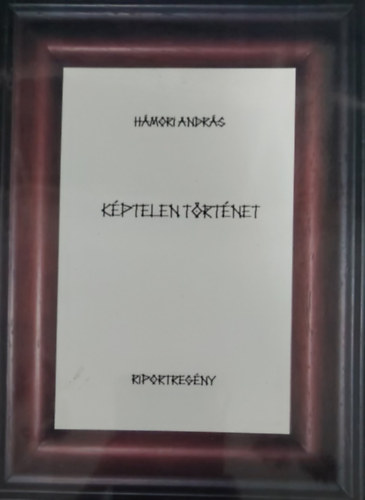 HÁMORI ANDRÁS
KÉPTELEN TÖRTÉNET
RIPORTREGÉNY